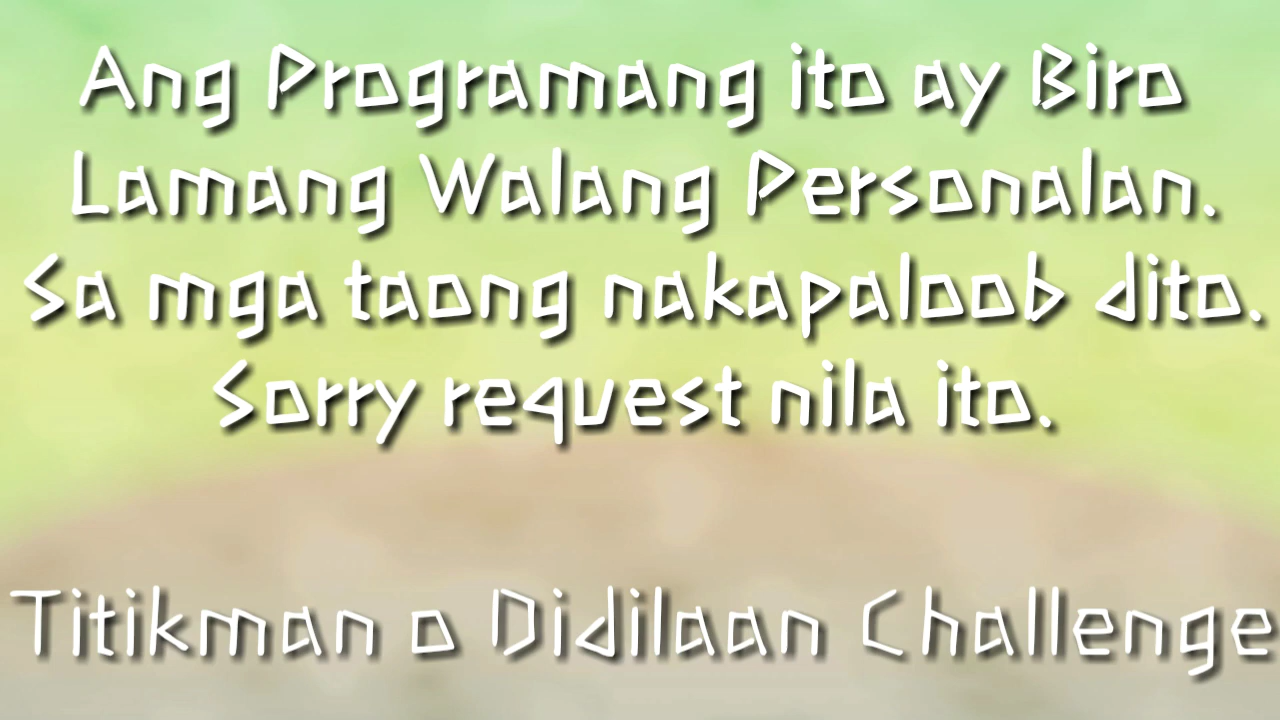 Ang Programang ito ay Biro
Lamang Walang Personalan.
Sa mga taong nakapaloob dito.
Sorry request nila ito.
Titikman o Didilaan Challenge